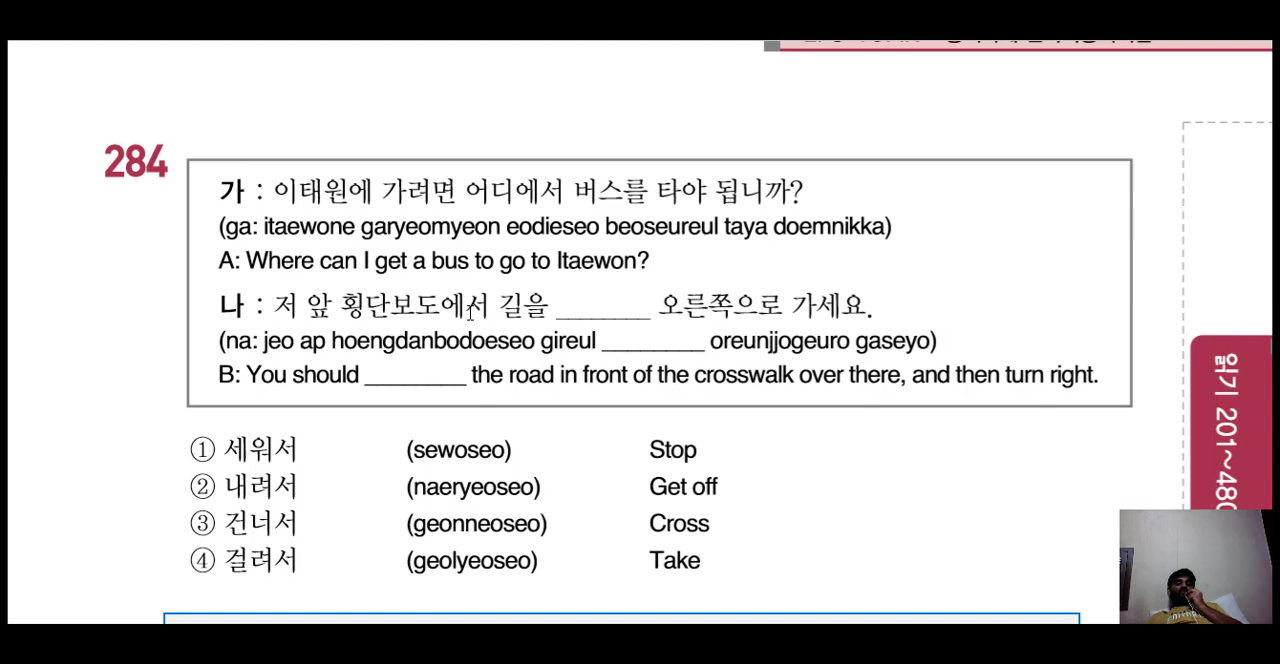 284
가 : 이태원에 가려면 어디에서 버스를 타야 됩니까?
(ga: itaewone garyeomyeon eodieseo beoseureul taya doemnikka)
A: Where can I get a bus to go to Itaewon?
나 : 저 앞 횡단보도에서 길을 ________ 오른쪽으로 가세요.
(na: jeo ap hoengdanbodoeseo gireul ________ oreunjjogeuro gaseyo)
B: You should ________ the road in front of the crosswalk over there, and then turn right.
① 세워서 (sewoseo) Stop
② 내려서 (naeryeoseo) Get off
③ 건너서 (geonneoseo) Cross
④ 걸려서 (geolyeoseo) Take
읽기 201~480